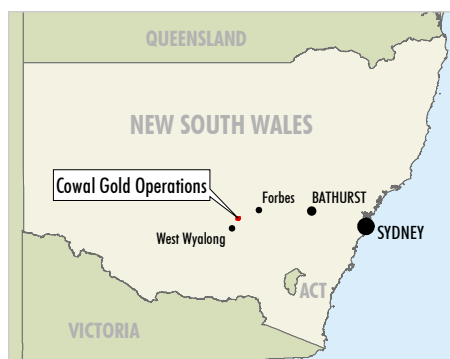 QUEENSLAND
NEW SOUTH WALES
Cowal Gold Operations
Forbes
BATHURST
West Wyalong
SYDNEY
ACT
VICTORIA